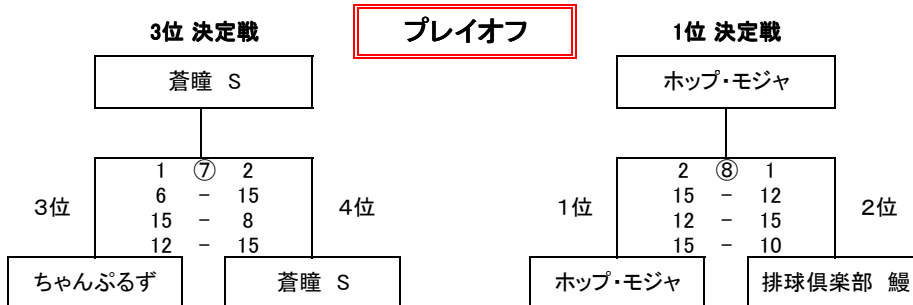 プレイオフ
3位 決定戦
蒼瞳 S
1 ⑦ 2
6 - 15
15 - 8
12 - 15
3位
4位
ちゃんぷるず
蒼瞳 S
1位 決定戦
ホップ・モジャ
2 ⑧ 1
15 - 12
12 - 15
15 - 10
1位
2位
ホップ・モジャ
排球倶楽部 鰻